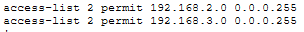 access-list 2 permit 192.168.2.0 0.0.0.255
access-list 2 permit 192.168.3.0 0.0.0.255